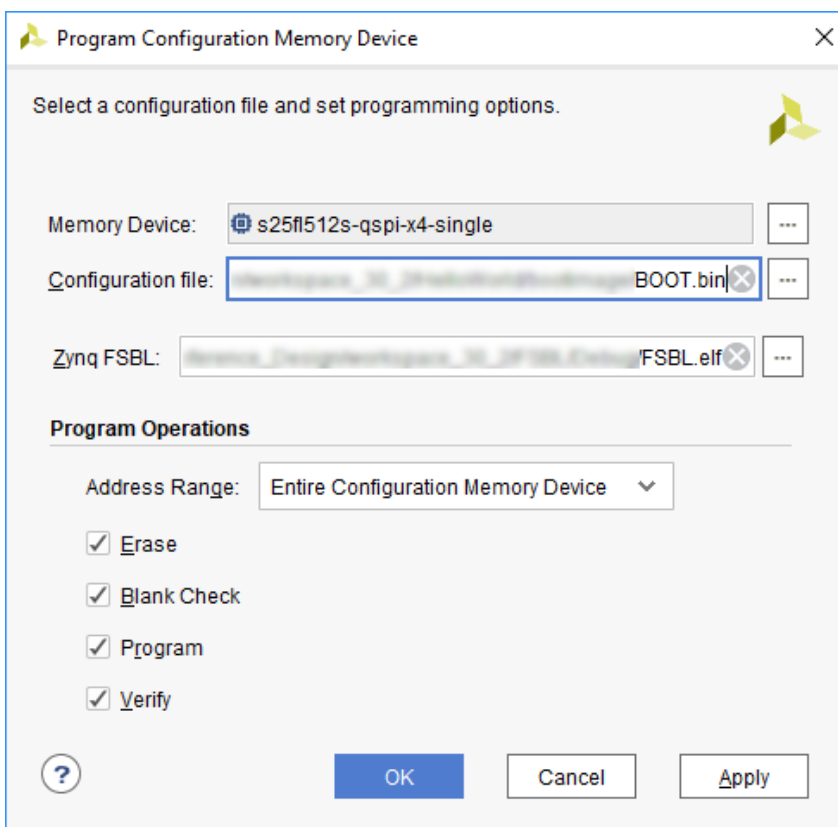 Program Configuration Memory Device
Select a configuration file and set programming options.
Memory Device: s25fl512s-qspi-x4-single ...
Configuration file: /BOOT.bin ...
Zynq FSBL: /FSBL.elf ...
Program Operations
Address Range: Entire Configuration Memory Device
Erase
Blank Check
Program
Verify
? OK Cancel Apply